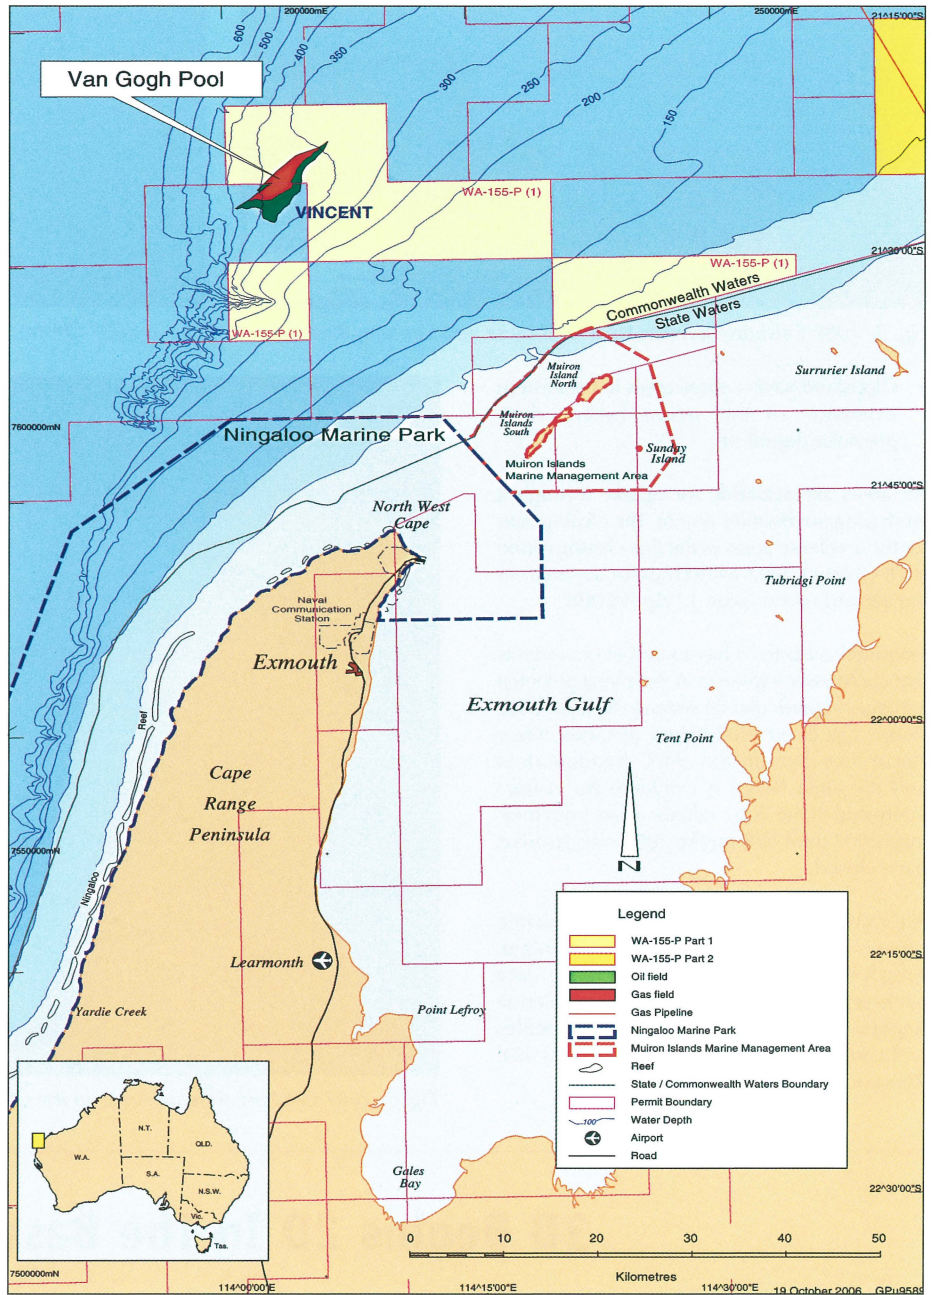 200000mE
250000mE
21^15'00"S
600
500
400
350
300
250
200
150
Van Gogh Pool
VINCENT
WA-155-P (1)
21^30'00"S
WA-155-P (1)
WA-155-P (1)
Commonwealth Waters
State Waters
Muiron
Island
North
Surrurier Island
Muiron
Islands
South
7600000mN
Ningaloo Marine Park
Sunday
Island
Muiron Islands
Marine Management Area
21^45'00"S
North West
Cape
Tubridgi Point
Naval
Communication
Station
Exmouth
Reef
Exmouth Gulf
22^00'00"S
Tent Point
Cape
Range
Peninsula
N
7550000mN
Ningaloo
Legend
WA-155-P Part 1
WA-155-P Part 2
Oil field
Gas field
Gas Pipeline
Ningaloo Marine Park
Muiron Islands Marine Management Area
Reef
State / Commonwealth Waters Boundary
Permit Boundary
100
Water Depth
Airport
Road
Learmonth
22^15'00"S
Yardie Creek
Point Lefroy
N.T.
QLD.
W.A.
S.A.
N.S.W.
Vic.
Tas.
Gales
Bay
22^30'00"S
0 10 20 30 40 50
Kilometres
7500000mN
114^00'00"E
114^15'00"E
114^30'00"E
19 October 2006 GPu9589